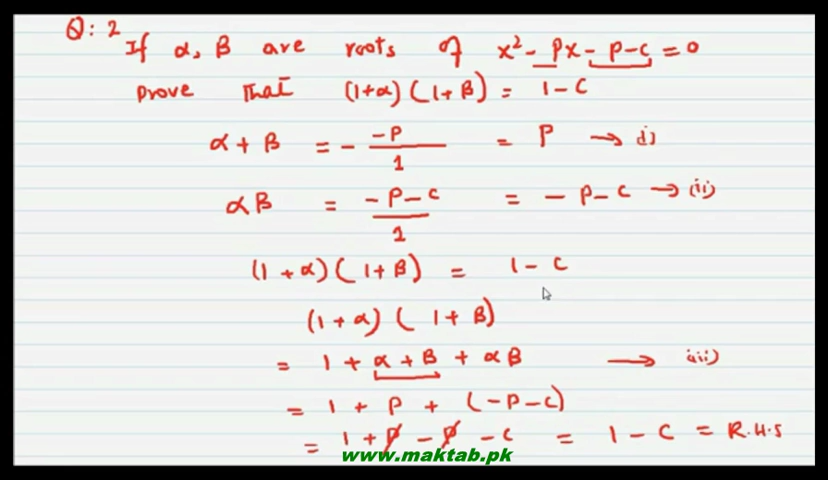 Q: 2
If α, β are roots of x² - px - p - c = 0
prove that (1+α)(1+β) = 1 - c
α + β = - -p/1 = p → i)
αβ = -p-c/1 = - p - c → (ii)
(1 + α)(1+β) = 1 - c
(1 + α)(1 + β)
= 1 + α + β + αβ → iii)
= 1 + p + (-p - c)
= 1 + p - p - c = 1 - c = R.H.S
www.maktab.pk